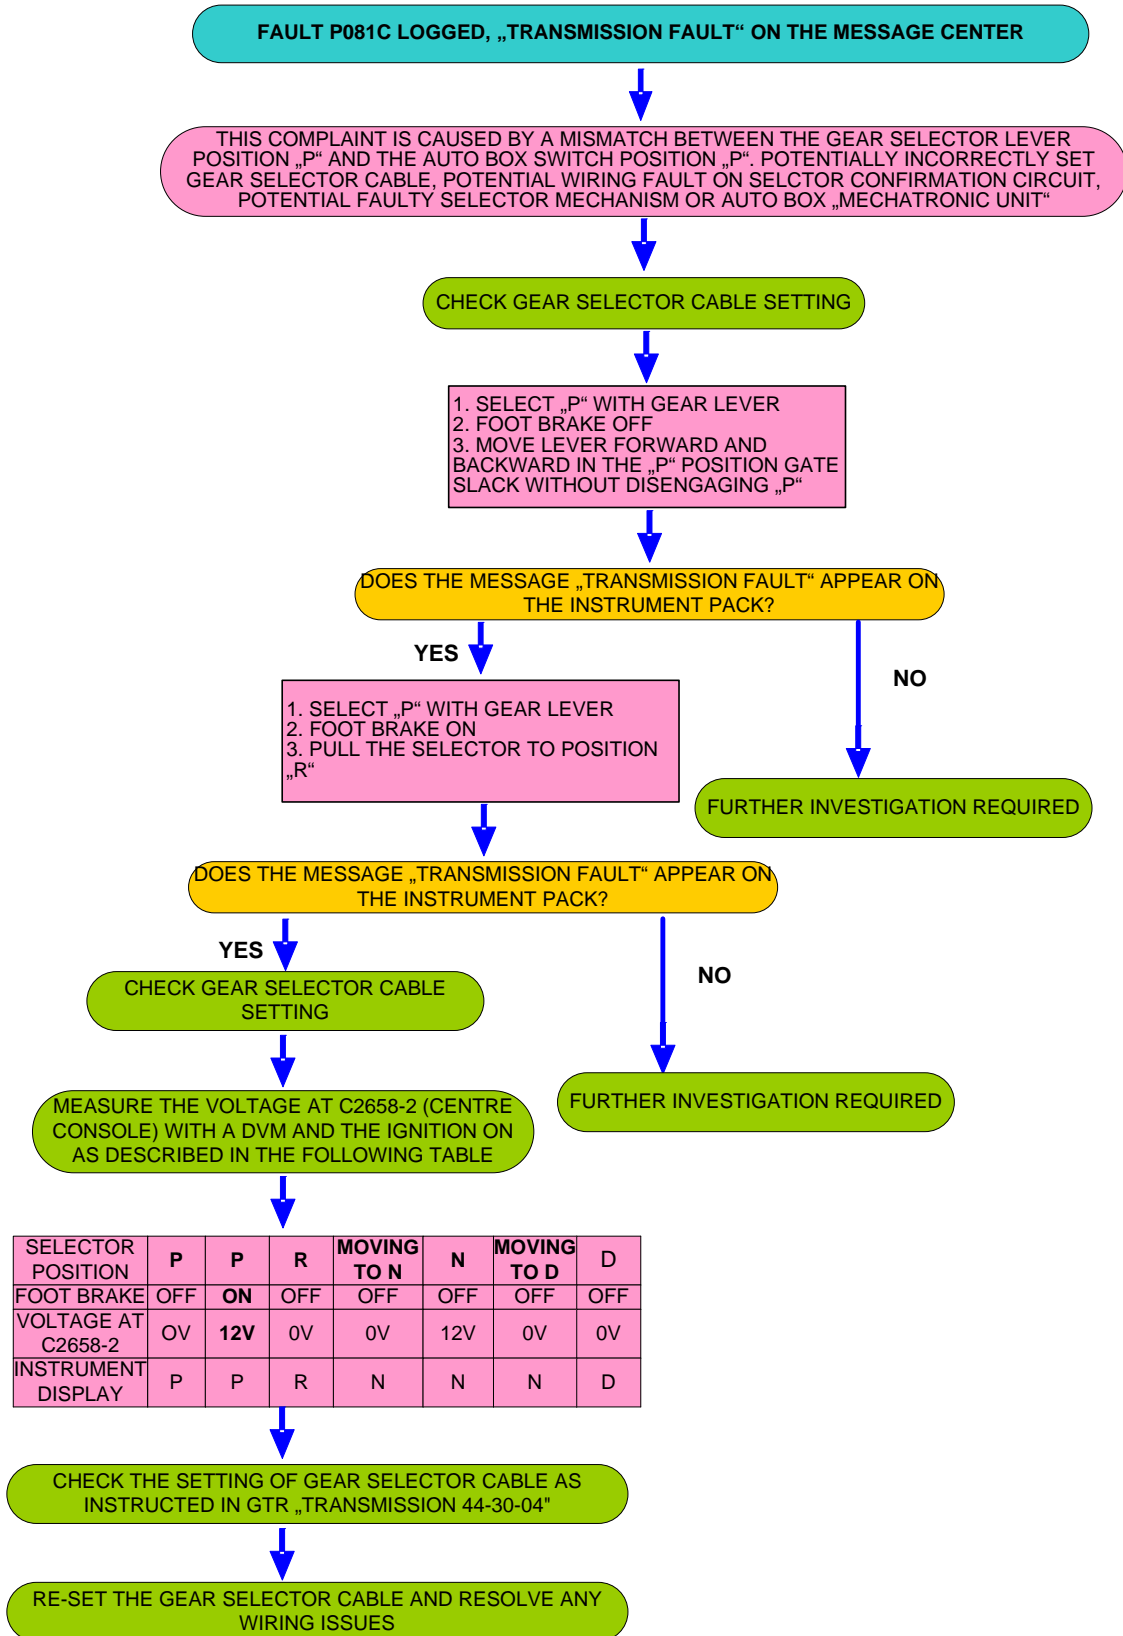 FAULT P081C LOGGED, „TRANSMISSION FAULT“ ON THE MESSAGE CENTER
THIS COMPLAINT IS CAUSED BY A MISMATCH BETWEEN THE GEAR SELECTOR LEVER
POSITION „P“ AND THE AUTO BOX SWITCH POSITION „P“. POTENTIALLY INCORRECTLY SET
GEAR SELECTOR CABLE, POTENTIAL WIRING FAULT ON SELCTOR CONFIRMATION CIRCUIT,
POTENTIAL FAULTY SELECTOR MECHANISM OR AUTO BOX „MECHATRONIC UNIT“
CHECK GEAR SELECTOR CABLE SETTING
1. SELECT „P“ WITH GEAR LEVER
2. FOOT BRAKE OFF
3. MOVE LEVER FORWARD AND
BACKWARD IN THE „P“ POSITION GATE
SLACK WITHOUT DISENGAGING „P“
DOES THE MESSAGE „TRANSMISSION FAULT“ APPEAR ON
THE INSTRUMENT PACK?
YES
NO
1. SELECT „P“ WITH GEAR LEVER
2. FOOT BRAKE ON
3. PULL THE SELECTOR TO POSITION
„R“
FURTHER INVESTIGATION REQUIRED
DOES THE MESSAGE „TRANSMISSION FAULT“ APPEAR ON
THE INSTRUMENT PACK?
YES
NO
CHECK GEAR SELECTOR CABLE
SETTING
FURTHER INVESTIGATION REQUIRED
MEASURE THE VOLTAGE AT C2658-2 (CENTRE
CONSOLE) WITH A DVM AND THE IGNITION ON
AS DESCRIBED IN THE FOLLOWING TABLE
SELECTOR POSITION P P R MOVING TO N N MOVING TO D D
FOOT BRAKE OFF ON OFF OFF OFF OFF OFF
VOLTAGE AT C2658-2 OV 12V 0V 0V 12V 0V 0V
INSTRUMENT DISPLAY P P R N N N D
CHECK THE SETTING OF GEAR SELECTOR CABLE AS
INSTRUCTED IN GTR „TRANSMISSION 44-30-04"
RE-SET THE GEAR SELECTOR CABLE AND RESOLVE ANY
WIRING ISSUES